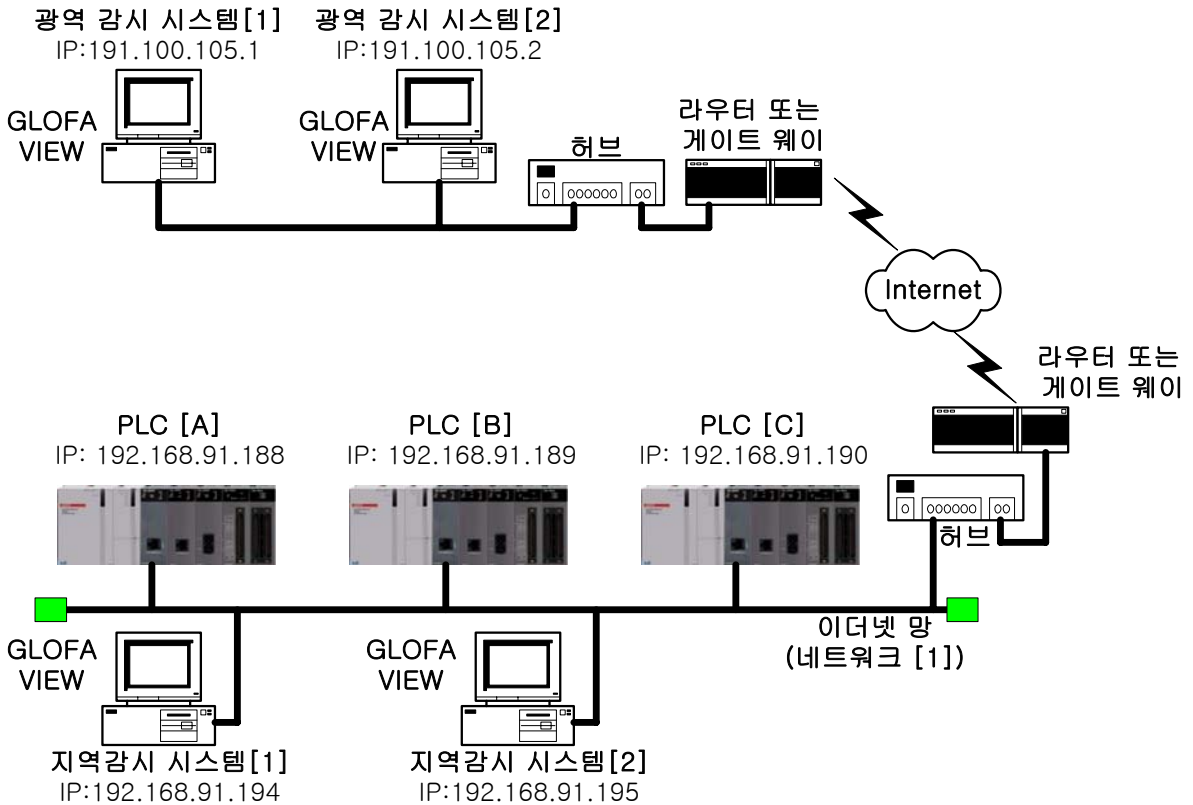 광역 감시 시스템[1]
IP:191.100.105.1
광역 감시 시스템[2]
IP:191.100.105.2
GLOFA
VIEW
GLOFA
VIEW
허브
라우터 또는
게이트 웨이
Internet
라우터 또는
게이트 웨이
PLC [A]
IP: 192.168.91.188
PLC [B]
IP: 192.168.91.189
PLC [C]
IP: 192.168.91.190
허브
이더넷 망
(네트워크 [1])
GLOFA
VIEW
GLOFA
VIEW
지역감시 시스템[1]
IP:192.168.91.194
지역감시 시스템[2]
IP:192.168.91.195